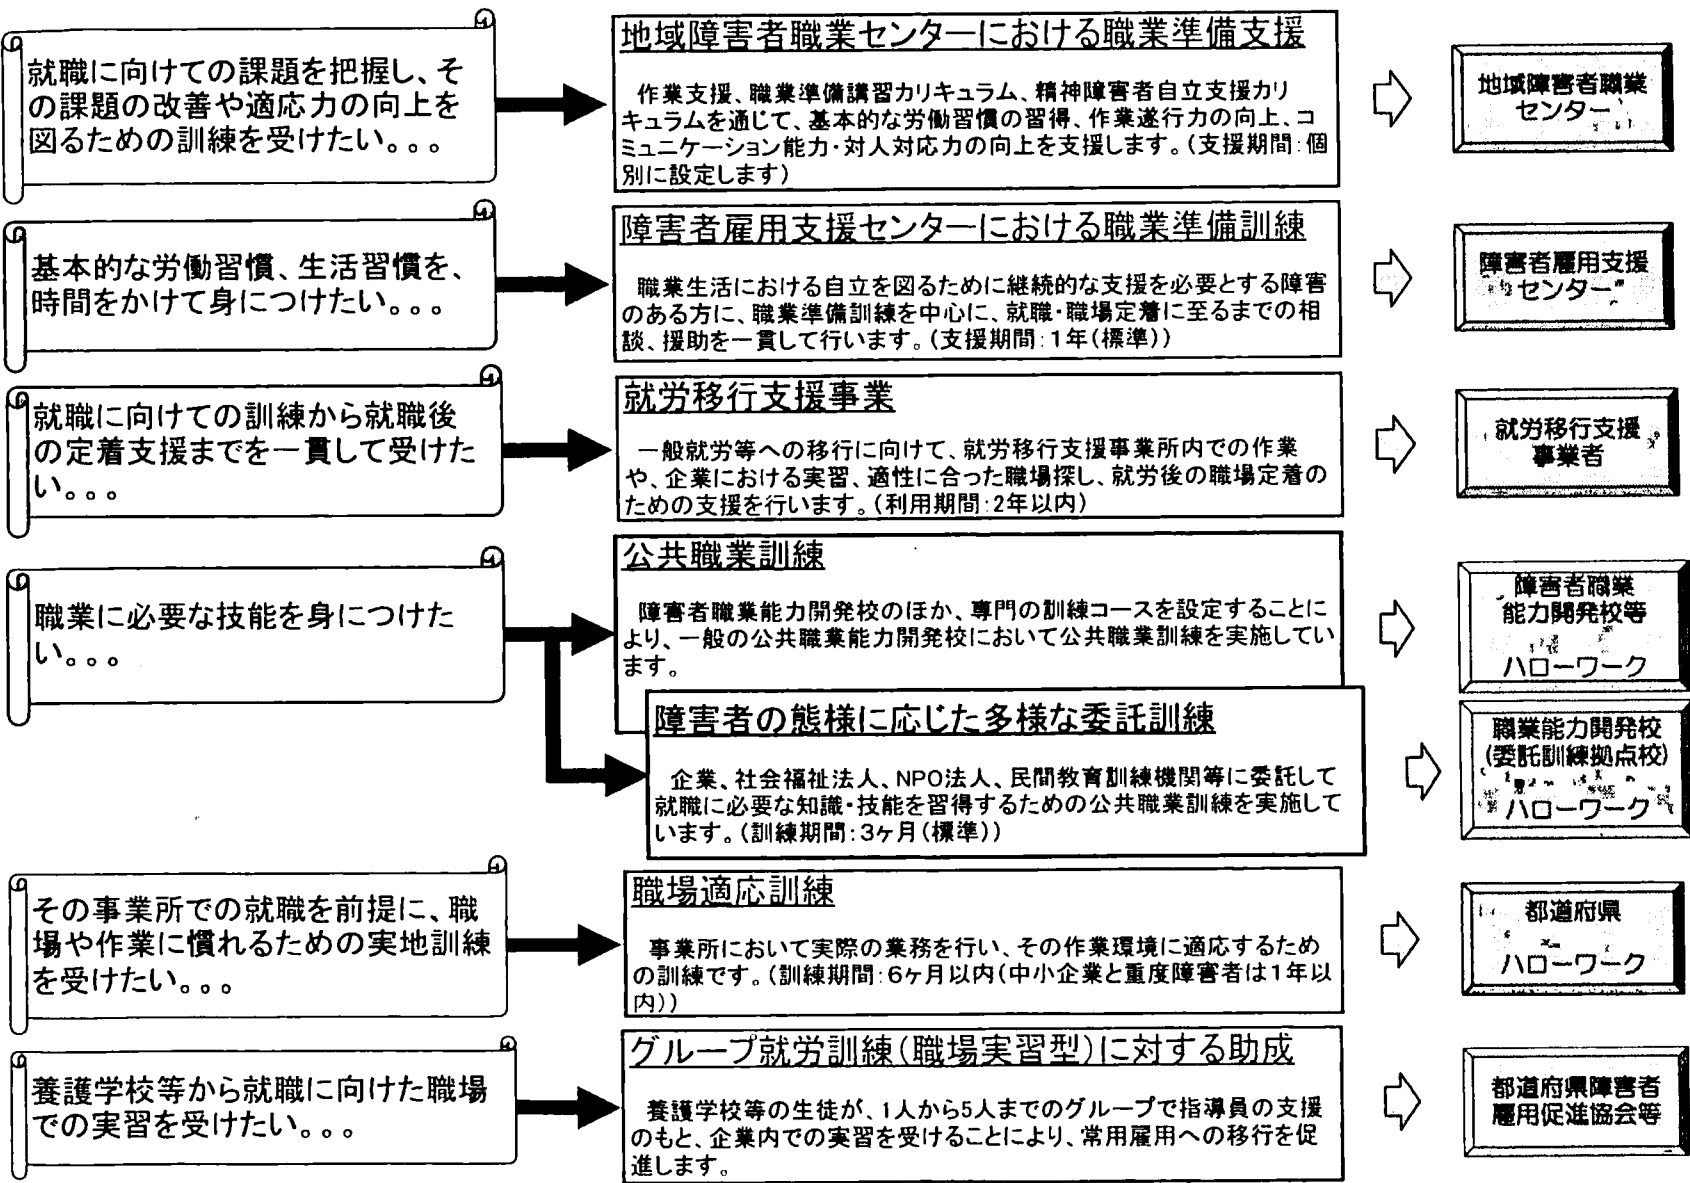 就職に向けての課題を把握し、そ
の課題の改善や適応力の向上を
図るための訓練を受けたい。。。
地域障害者職業センターにおける職業準備支援
作業支援、職業準備講習カリキュラム、精神障害者自立支援カリ
キュラムを通じて、基本的な労働習慣の習得、作業遂行力の向上、コ
ミュニケーション能力・対人対応力の向上を支援します。(支援期間:個
別に設定します)
地域障害者職業
センター
基本的な労働習慣、生活習慣を、
時間をかけて身につけたい。。。
障害者雇用支援センターにおける職業準備訓練
職業生活における自立を図るために継続的な支援を必要とする障害
のある方に、職業準備訓練を中心に、就職・職場定着に至るまでの相
談、援助を一貫して行います。(支援期間:1年(標準))
障害者雇用支援
センター
就職に向けての訓練から就職後
の定着支援までを一貫して受けた
い。。。
就労移行支援事業
一般就労等への移行に向けて、就労移行支援事業所内での作業
や、企業における実習、適性に合った職場探し、就労後の職場定着の
ための支援を行います。(利用期間:2年以内)
就労移行支援
事業者
職業に必要な技能を身につけた
い。。。
公共職業訓練
障害者職業能力開発校のほか、専門の訓練コースを設定することに
より、一般の公共職業能力開発校において公共職業訓練を実施してい
ます。
障害者職業
能力開発校等
ハローワーク
障害者の態様に応じた多様な委託訓練
企業、社会福祉法人、NPO法人、民間教育訓練機関等に委託して
就職に必要な知識・技能を習得するための公共職業訓練を実施して
います。(訓練期間:3ヶ月(標準))
職業能力開発校
(委託訓練拠点校)
ハローワーク
その事業所での就職を前提に、職
場や作業に慣れるための実地訓練
を受けたい。。。
職場適応訓練
事業所において実際の業務を行い、その作業環境に適応するため
の訓練です。(訓練期間:6ヶ月以内(中小企業と重度障害者は1年以
内))
都道府県
ハローワーク
養護学校等から就職に向けた職場
での実習を受けたい。。。
グループ就労訓練(職場実習型)に対する助成
養護学校等の生徒が、1人から5人までのグループで指導員の支援
のもと、企業内での実習を受けることにより、常用雇用への移行を促
進します。
都道府県障害者
雇用促進協会等